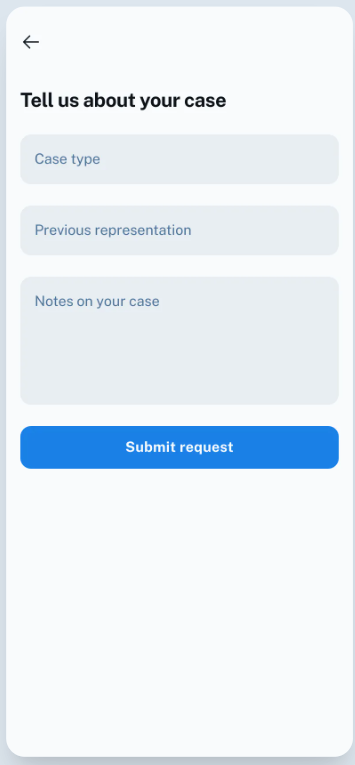 Tell us about your case
Case type
Previous representation
Notes on your case
Submit request